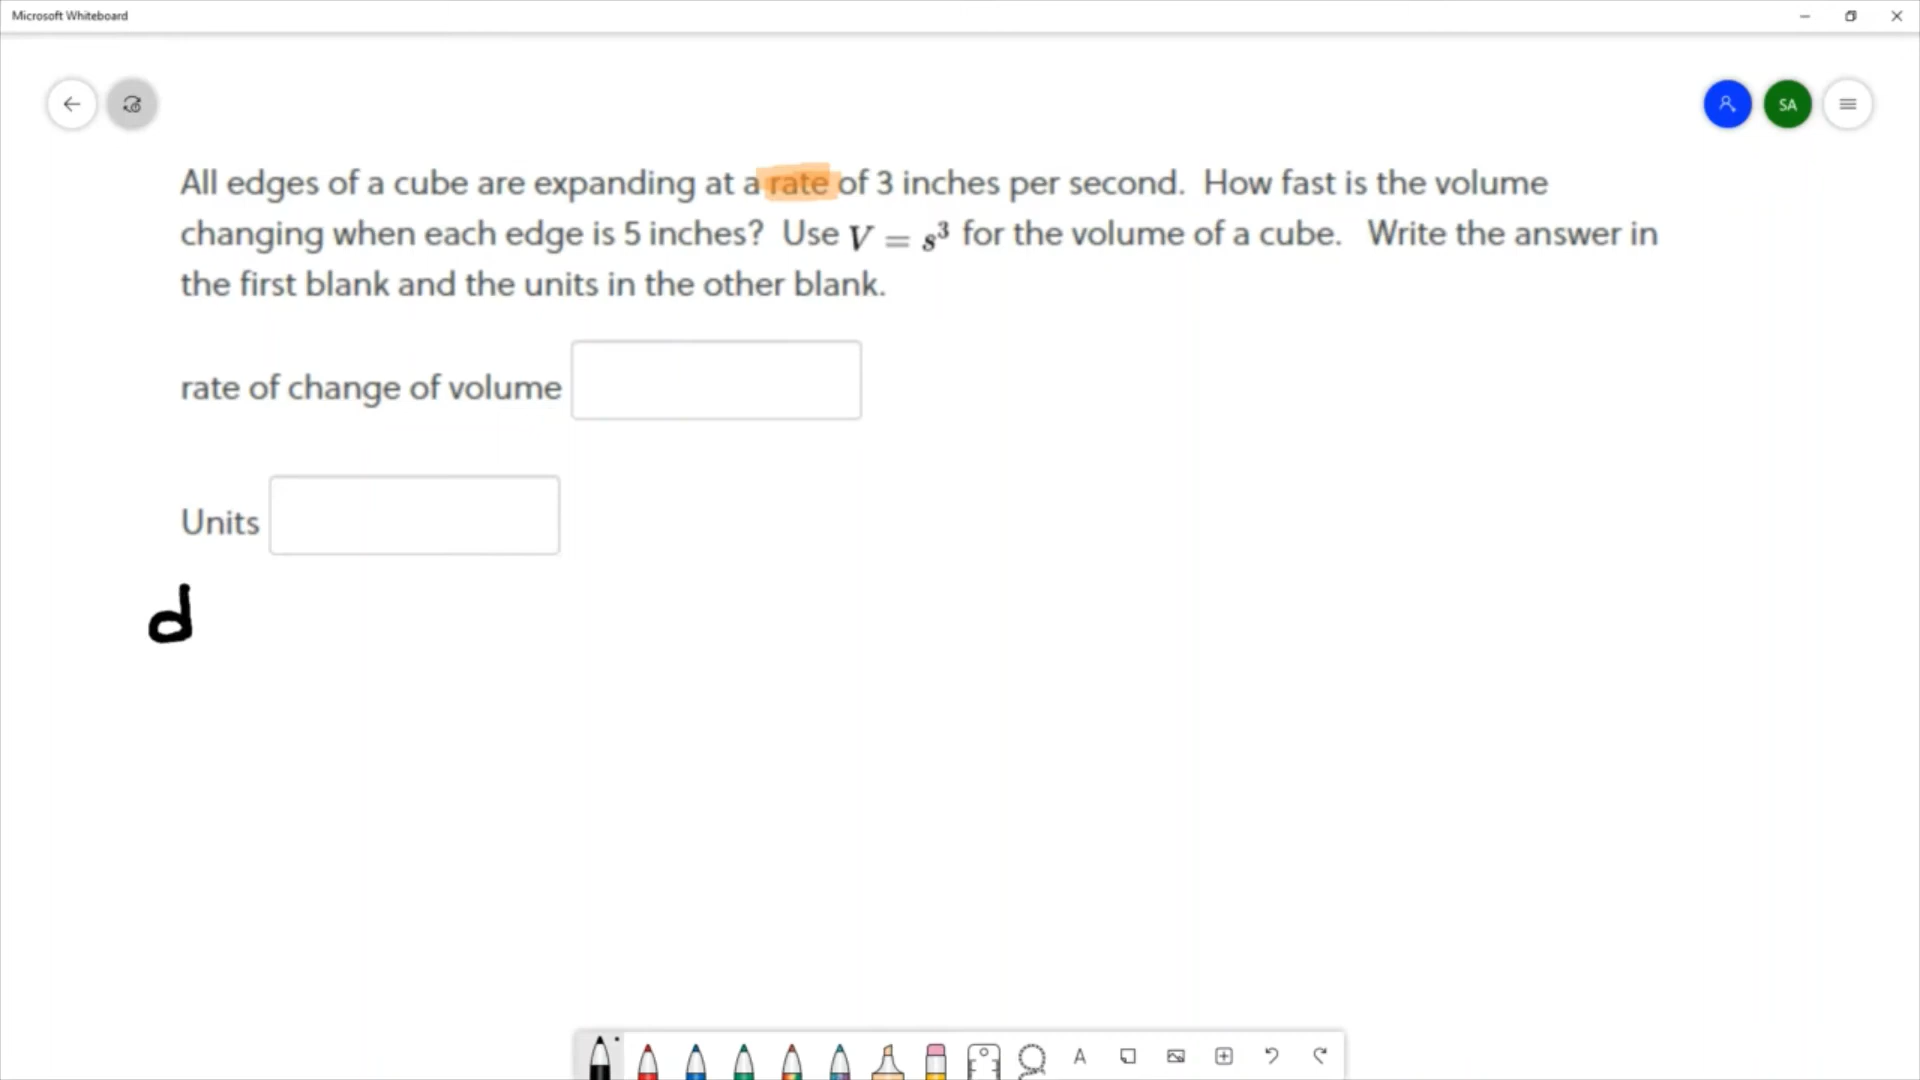 Microsoft Whiteboard
SA
All edges of a cube are expanding at a rate of 3 inches per second. How fast is the volume
changing when each edge is 5 inches? Use V = s³ for the volume of a cube. Write the answer in
the first blank and the units in the other blank.
rate of change of volume
Units
d
A